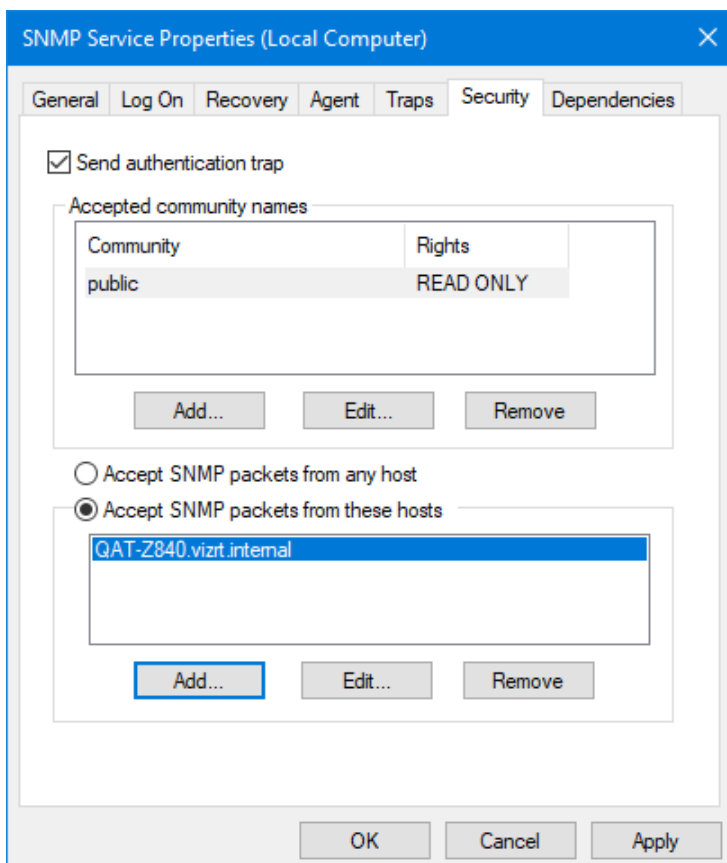 SNMP Service Properties (Local Computer)
General Log On Recovery Agent Traps Security Dependencies
Send authentication trap
Accepted community names
Community Rights
public READ ONLY
Add... Edit... Remove
Accept SNMP packets from any host
Accept SNMP packets from these hosts
QAT-Z840.vizrt.internal
Add... Edit... Remove
OK Cancel Apply